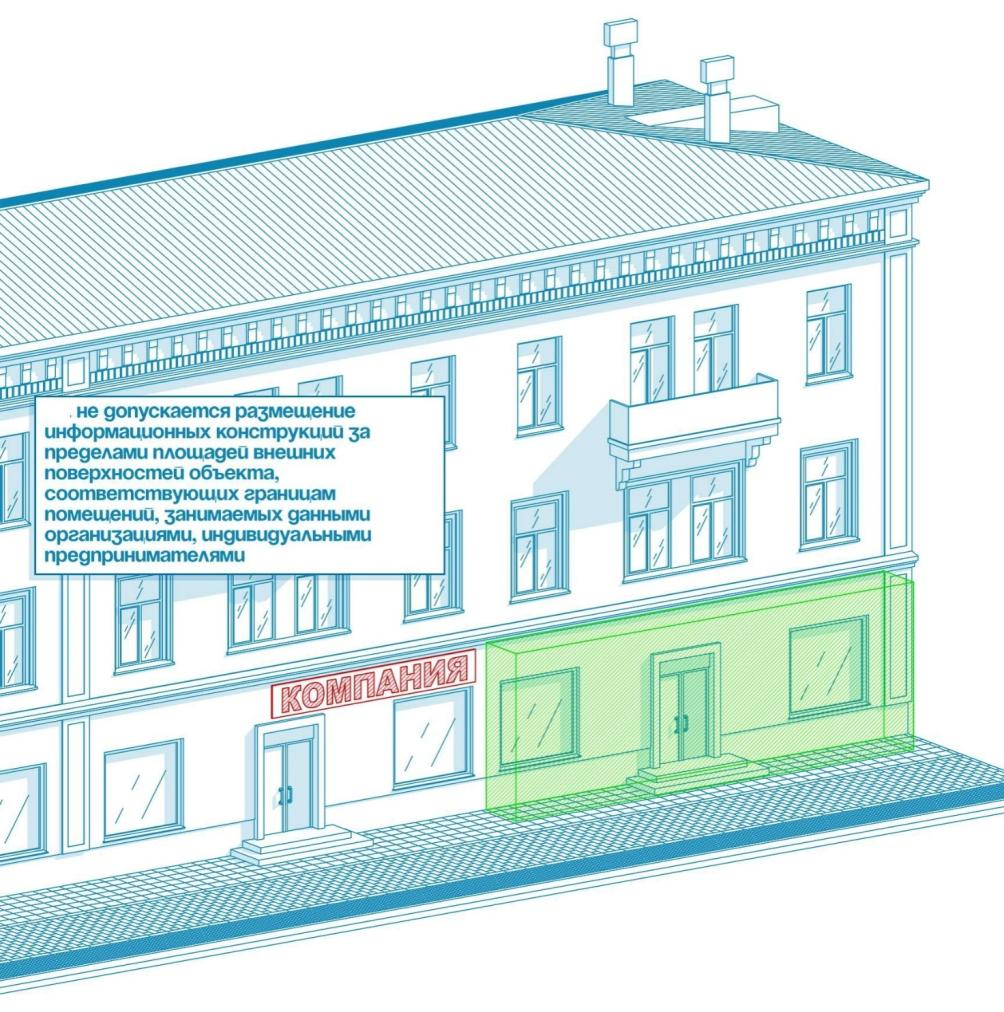 не допускается размещение
информационных конструкций за
пределами площадей внешних
поверхностей объекта,
соответствующих границам
помещений, занимаемых данными
организациями, индивидуальными
предпринимателями
КОМПАНИЯ